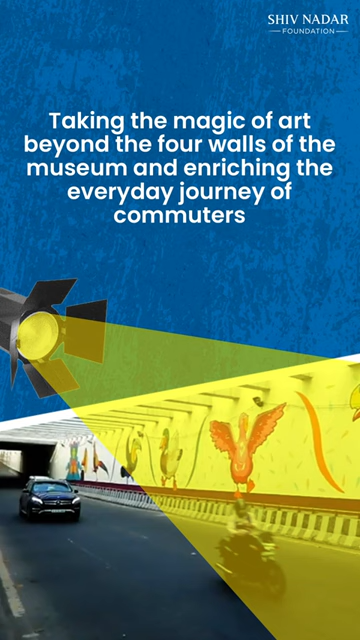 SHIV NADAR
FOUNDATION
Taking the magic of art
beyond the four walls of the
museum and enriching the
everyday journey of
commuters